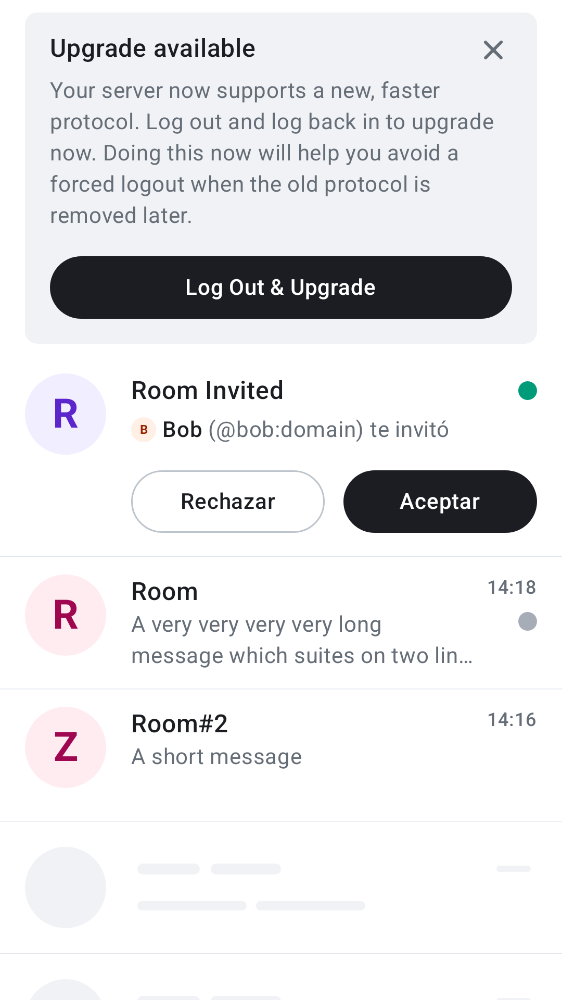 Upgrade available
Your server now supports a new, faster
protocol. Log out and log back in to upgrade
now. Doing this now will help you avoid a
forced logout when the old protocol is
removed later.
Log Out & Upgrade
R
Room Invited
B Bob (@bob:domain) te invitó
Rechazar Aceptar
R
Room 14:18
A very very very very long
message which suites on two lin…
Z
Room#2 14:16
A short message